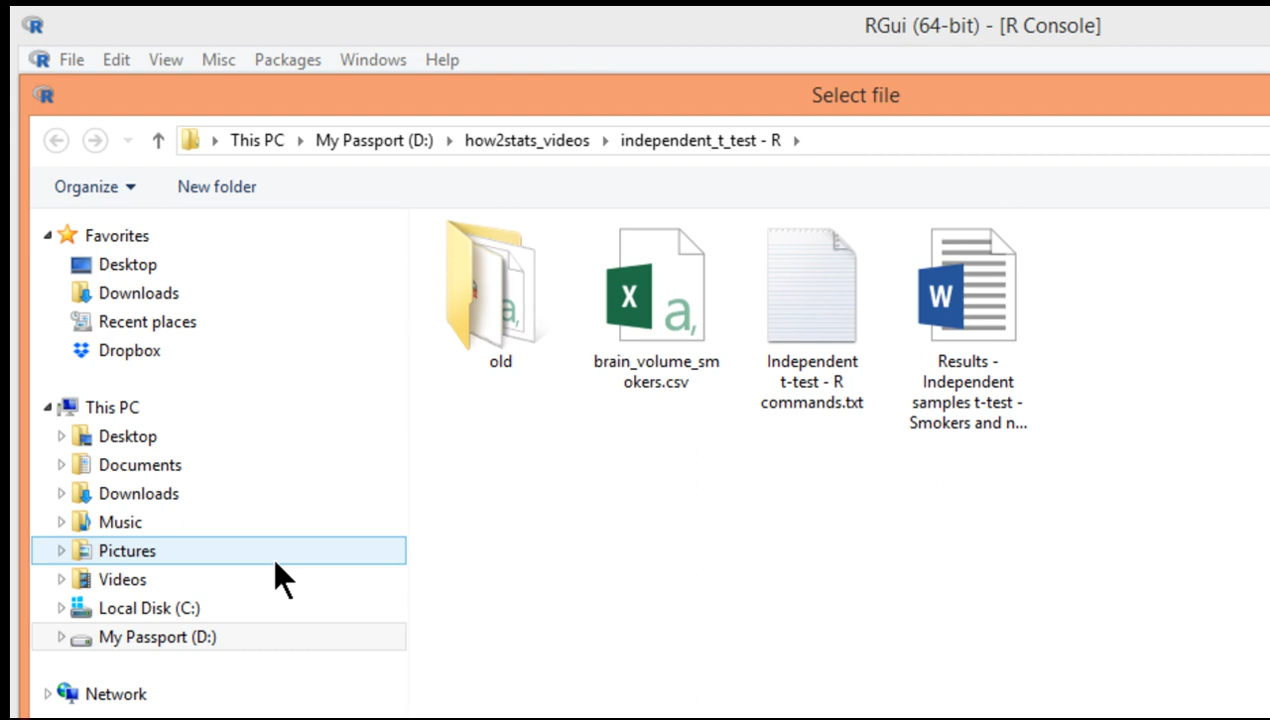 RGui (64-bit) - [R Console]
File Edit View Misc Packages Windows Help
Select file
This PC My Passport (D:) how2stats_videos independent_t_test - R
Organize New folder
Favorites
Desktop
Downloads
Recent places
Dropbox
This PC
Desktop
Documents
Downloads
Music
Pictures
Videos
Local Disk (C:)
My Passport (D:)
Network
old
brain_volume_sm
okers.csv
Independent
t-test - R
commands.txt
Results -
Independent
samples t-test -
Smokers and n...